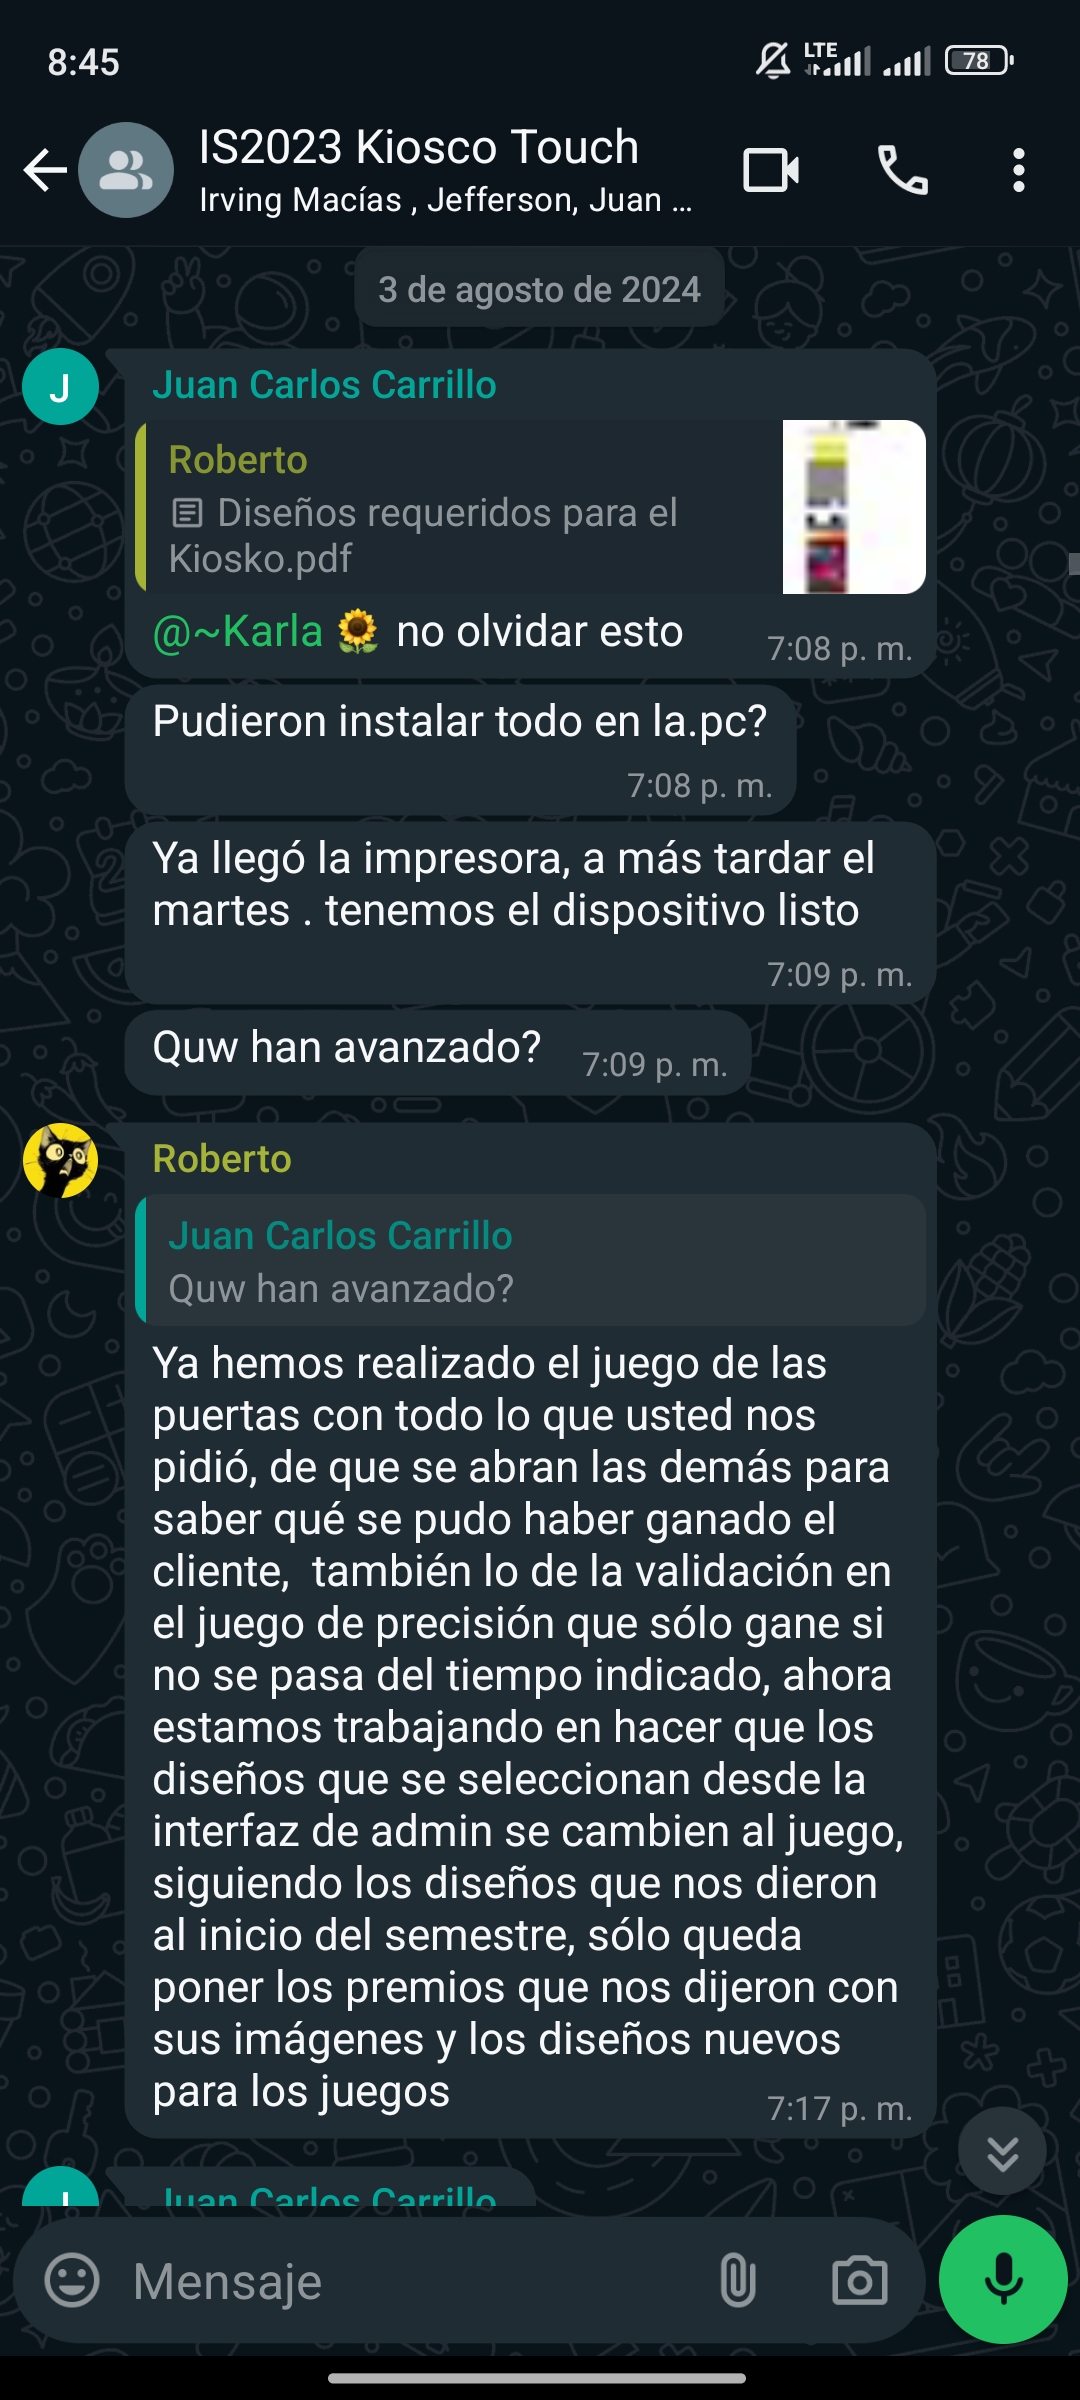 8:45
LTE
78
IS2023 Kiosco Touch
Irving Macías , Jefferson, Juan ...
3 de agosto de 2024
J
Juan Carlos Carrillo
Roberto
Diseños requeridos para el
Kiosko.pdf
@~Karla 🌻 no olvidar esto
7:08 p. m.
Pudieron instalar todo en la.pc?
7:08 p. m.
Ya llegó la impresora, a más tardar el
martes . tenemos el dispositivo listo
7:09 p. m.
Quw han avanzado?
7:09 p. m.
Roberto
Juan Carlos Carrillo
Quw han avanzado?
Ya hemos realizado el juego de las
puertas con todo lo que usted nos
pidió, de que se abran las demás para
saber qué se pudo haber ganado el
cliente,  también lo de la validación en
el juego de precisión que sólo gane si
no se pasa del tiempo indicado, ahora
estamos trabajando en hacer que los
diseños que se seleccionan desde la
interfaz de admin se cambien al juego,
siguiendo los diseños que nos dieron
al inicio del semestre, sólo queda
poner los premios que nos dijeron con
sus imágenes y los diseños nuevos
para los juegos
7:17 p. m.
J
Juan Carlos Carrillo
Mensaje